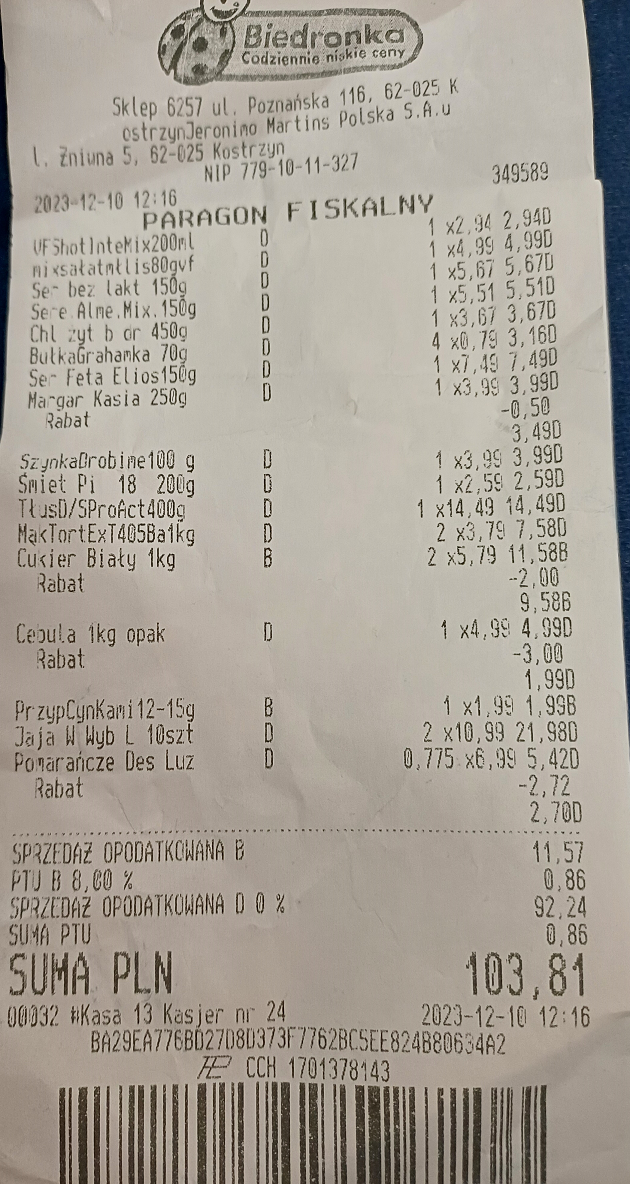 Biedronka
Codziennie niskie ceny
Sklep 6257 ul. Poznańska 116, 62-025 K
ostrzynJeronimo Martins Polska S.A.u
l. Żniwna 5, 62-025 Kostrzyn
NIP 779-10-11-327
2023-12-10 12:16 349589
PARAGON FISKALNY
VFShotInteMix200ml D 1 x2,94 2,94D
mixsałatmtlis80gvf D 1 x4,99 4,99D
Ser bez lakt 150g D 1 x5,67 5,67D
Sere.Alme.Mix.150g D 1 x5,51 5,51D
Chl żyt b dr 450g D 1 x3,67 3,67D
BułkaGrahamka 70g D 4 x0,79 3,16D
Ser Feta Elios150g D 1 x7,49 7,49D
Margar Kasia 250g D 1 x3,99 3,99D
Rabat -0,50
3,49D
SzynkaDrobime100 g D 1 x3,99 3,99D
Śmiet Pi 18 200g D 1 x2,59 2,59D
TłusD/SProAct400g D 1 x14,49 14,49D
MąkTortExT405Ba1kg D 2 x3,79 7,58D
Cukier Biały 1kg B 2 x5,79 11,58B
Rabat -2,00
9,58B
Cebula 1kg opak D 1 x4,99 4,99D
Rabat -3,00
1,99D
PrzypCynKami12-15g B 1 x1,99 1,99B
Jaja W Wyb L 10szt D 2 x10,99 21,98D
Pomarańcze Des Luz D 0,775 x6,99 5,42D
Rabat -2,72
2,70D
SPRZEDAŻ OPODATKOWANA B 11,57
PTU B 8,00 % 0,86
SPRZEDAŻ OPODATKOWANA D 0 % 92,24
SUMA PTU 0,86
SUMA PLN 103,81
00032 #Kasa 13 Kasjer nr 24 2023-12-10 12:16
BA29EA776BD27D8D373F7762BC5EE824B80634A2
CCH 1701378143